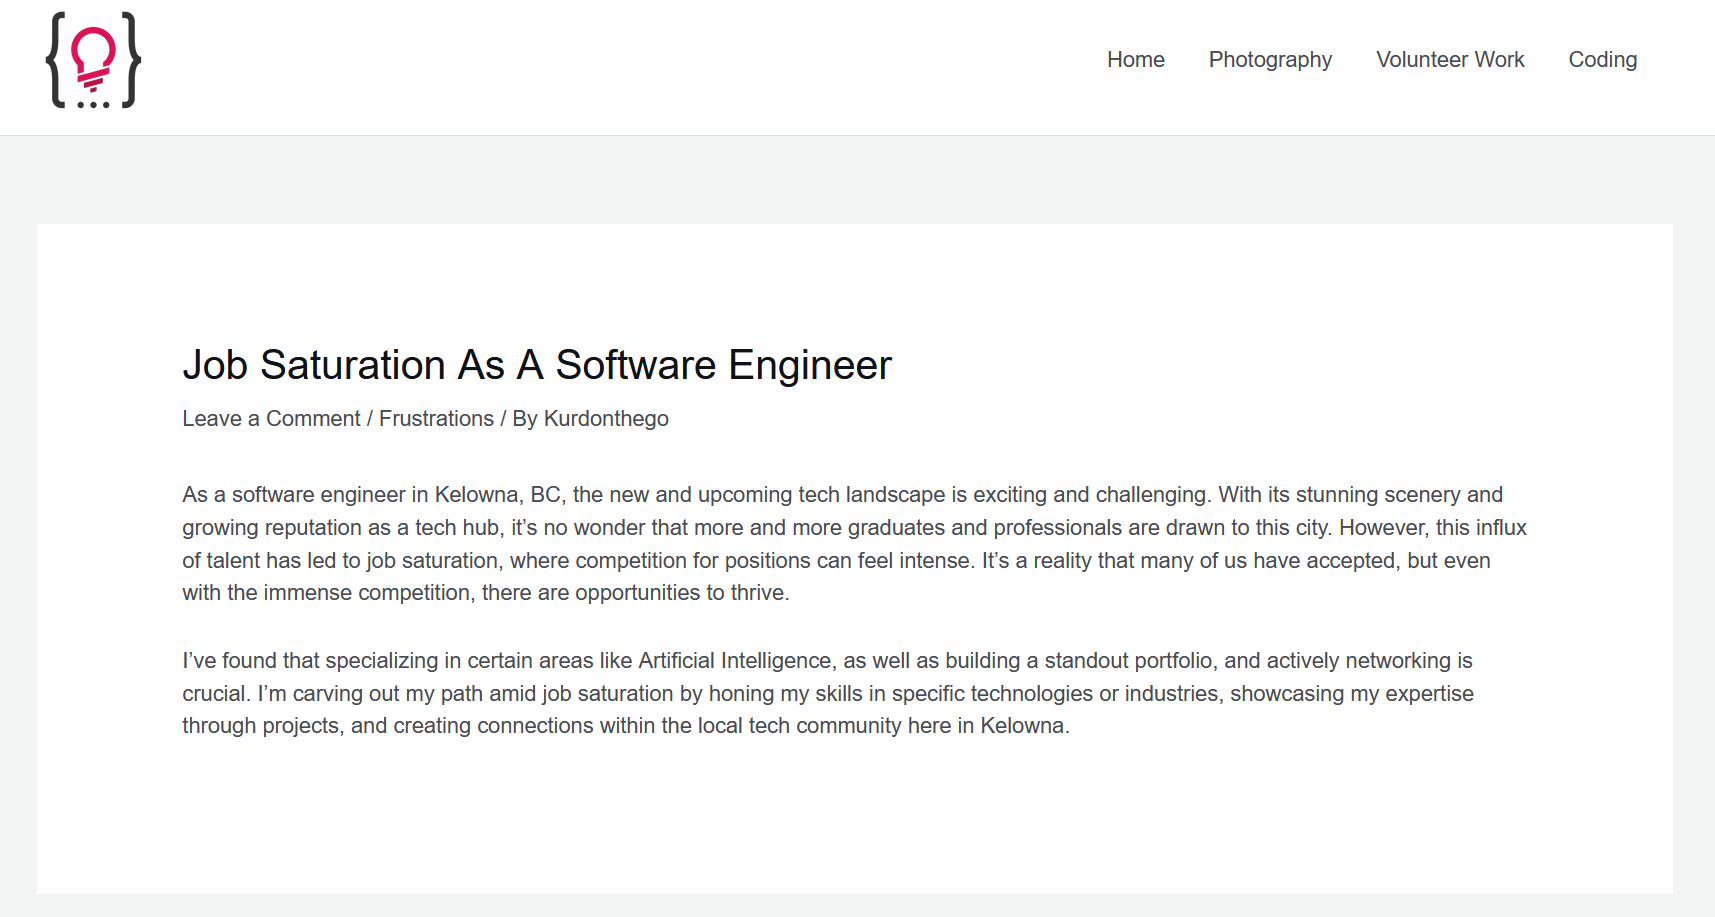 Home Photography Volunteer Work Coding
Job Saturation As A Software Engineer
Leave a Comment / Frustrations / By Kurdonthego
As a software engineer in Kelowna, BC, the new and upcoming tech landscape is exciting and challenging. With its stunning scenery and
growing reputation as a tech hub, it’s no wonder that more and more graduates and professionals are drawn to this city. However, this influx
of talent has led to job saturation, where competition for positions can feel intense. It’s a reality that many of us have accepted, but even
with the immense competition, there are opportunities to thrive.
I’ve found that specializing in certain areas like Artificial Intelligence, as well as building a standout portfolio, and actively networking is
crucial. I’m carving out my path amid job saturation by honing my skills in specific technologies or industries, showcasing my expertise
through projects, and creating connections within the local tech community here in Kelowna.